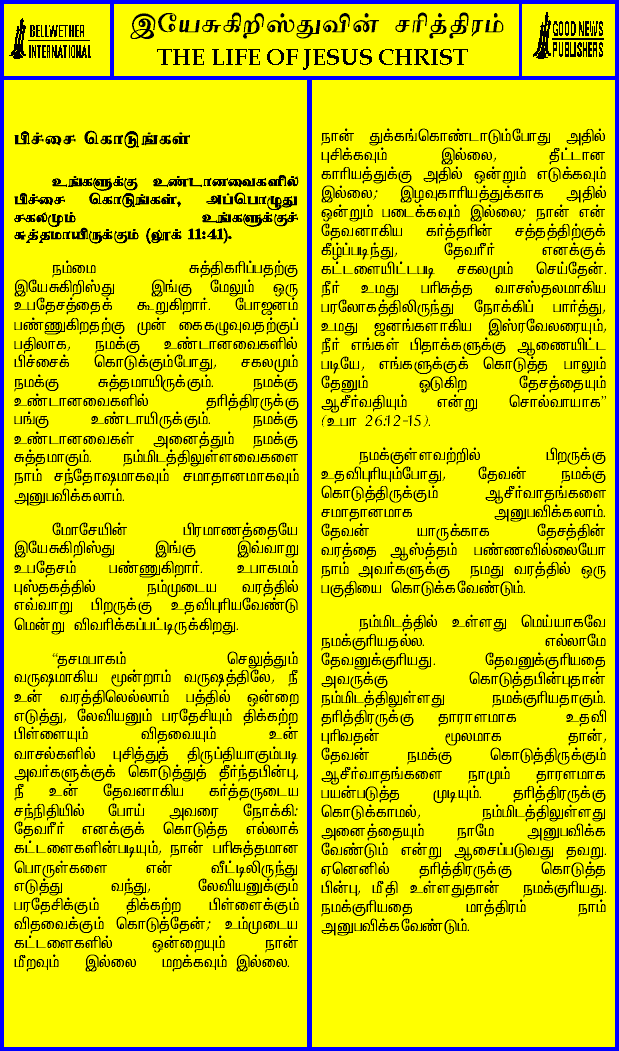 BELLWETHER
INTERNATIONAL
இயேசுகிறிஸ்துவின் சரித்திரம்
THE LIFE OF JESUS CHRIST
GOOD NEWS
PUBLISHERS
பிச்சை கொடுங்கள்
உங்களுக்கு உண்டானவைகளில்
பிச்சை கொடுங்கள், அப்பொழுது
சகலமும் உங்களுக்குச்
சுத்தமாயிருக்கும் (லூக் 11:41).
நம்மை சுத்திகரிப்பதற்கு
இயேசுகிறிஸ்து இங்கு மேலும் ஒரு
உபதேசத்தைக் கூறுகிறார். போஜனம்
பண்ணுகிறதற்கு முன் கைகழுவுவதற்குப்
பதிலாக, நமக்கு உண்டானவைகளில்
பிச்சைக் கொடுக்கும்போது, சகலமும்
நமக்கு சுத்தமாயிருக்கும். நமக்கு
உண்டானவைகளில் தரித்திரருக்கு
பங்கு உண்டாயிருக்கும். நமக்கு
உண்டானவைகள் அனைத்தும் நமக்கு
சுத்தமாகும். நம்மிடத்திலுள்ளவைகளை
நாம் சந்தோஷமாகவும் சமாதானமாகவும்
அனுபவிக்கலாம்.
மோசேயின் பிரமாணத்தையே
இயேசுகிறிஸ்து இங்கு இவ்வாறு
உபதேசம் பண்ணுகிறார். உபாகமம்
புஸ்தகத்தில் நம்முடைய வரத்தில்
எவ்வாறு பிறருக்கு உதவிபுரியவேண்டு
மென்று விவரிக்கப்பட்டிருக்கிறது.
"தசமபாகம் செலுத்தும்
வருஷமாகிய மூன்றாம் வருஷத்திலே, நீ
உன் வரத்திலெல்லாம் பத்தில் ஒன்றை
எடுத்து, லேவியனும் பரதேசியும் திக்கற்ற
பிள்ளையும் விதவையும் உன்
வாசல்களில் புசித்துத் திருப்தியாகும்படி
அவர்களுக்குக் கொடுத்துத் தீர்ந்தபின்பு,
நீ உன் தேவனாகிய கர்த்தருடைய
சந்நிதியில் போய் அவரை நோக்கி:
தேவரீர் எனக்குக் கொடுத்த எல்லாக்
கட்டளைகளின்படியும், நான் பரிசுத்தமான
பொருள்களை என் வீட்டிலிருந்து
எடுத்து வந்து, லேவியனுக்கும்
பரதேசிக்கும் திக்கற்ற பிள்ளைக்கும்
விதவைக்கும் கொடுத்தேன்; உம்முடைய
கட்டளைகளில் ஒன்றையும் நான்
மீறவும் இல்லை மறக்கவும் இல்லை.
நான் துக்கங்கொண்டாடும்போது அதில்
புசிக்கவும் இல்லை, தீட்டான
காரியத்துக்கு அதில் ஒன்றும் எடுக்கவும்
இல்லை; இழவுகாரியத்துக்காக அதில்
ஒன்றும் படைக்கவும் இல்லை; நான் என்
தேவனாகிய கர்த்தரின் சத்தத்திற்குக்
கீழ்ப்படிந்து, தேவரீர் எனக்குக்
கட்டளையிட்டபடி சகலமும் செய்தேன்.
நீர் உமது பரிசுத்த வாசஸ்தலமாகிய
பரலோகத்திலிருந்து நோக்கிப் பார்த்து,
உமது ஜனங்களாகிய இஸ்ரவேலரையும்,
நீர் எங்கள் பிதாக்களுக்கு ஆணையிட்ட
படியே, எங்களுக்குக் கொடுத்த பாலும்
தேனும் ஓடுகிற தேசத்தையும்
ஆசீர்வதியும் என்று சொல்வாயாக"
(உபா 26:12-15).
நமக்குள்ளவற்றில் பிறருக்கு
உதவிபுரியும்போது, தேவன் நமக்கு
கொடுத்திருக்கும் ஆசீர்வாதங்களை
சமாதானமாக அனுபவிக்கலாம்.
தேவன் யாருக்காக தேசத்தின்
வரத்தை ஆஸ்த்தம் பண்ணவில்லையோ
நாம் அவர்களுக்கு நமது வரத்தில் ஒரு
பகுதியை கொடுக்கவேண்டும்.
நம்மிடத்தில் உள்ளது மெய்யாகவே
நமக்குரியதல்ல. எல்லாமே
தேவனுக்குரியது. தேவனுக்குரியதை
அவருக்கு கொடுத்தபின்புதான்
நம்மிடத்திலுள்ளது நமக்குரியதாகும்.
தரித்திரருக்கு தாராளமாக உதவி
புரிவதன் மூலமாக தான்,
தேவன் நமக்கு கொடுத்திருக்கும்
ஆசீர்வாதங்களை நாமும் தாரளமாக
பயன்படுத்த முடியும். தரித்திரருக்கு
கொடுக்காமல், நம்மிடத்திலுள்ளது
அனைத்தையும் நாமே அனுபவிக்க
வேண்டும் என்று ஆசைப்படுவது தவறு.
ஏனெனில் தரித்திரருக்கு கொடுத்த
பின்பு, மீதி உள்ளதுதான் நமக்குரியது.
நமக்குரியதை மாத்திரம் நாம்
அனுபவிக்கவேண்டும்.